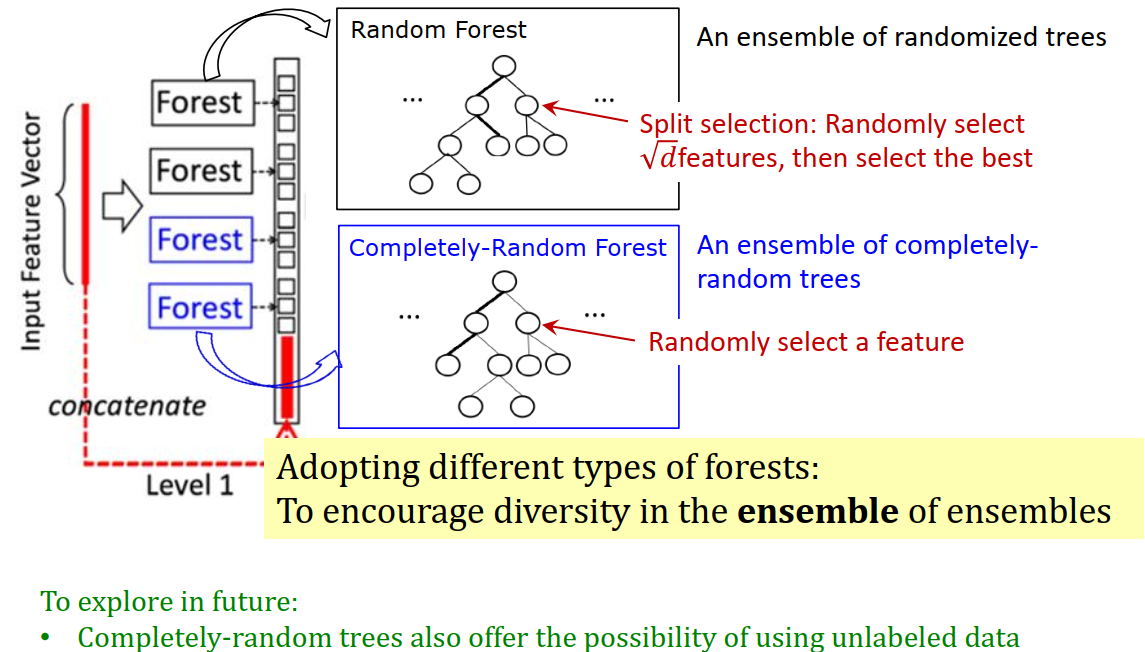 Random Forest
An ensemble of randomized trees
...
...
Split selection: Randomly select
√d features, then select the best
Input Feature Vector
Forest
Forest
Forest
Forest
Completely-Random Forest
An ensemble of completely-
random trees
...
...
Randomly select a feature
concatenate
Level 1
Adopting different types of forests:
To encourage diversity in the ensemble of ensembles
To explore in future:
• Completely-random trees also offer the possibility of using unlabeled data